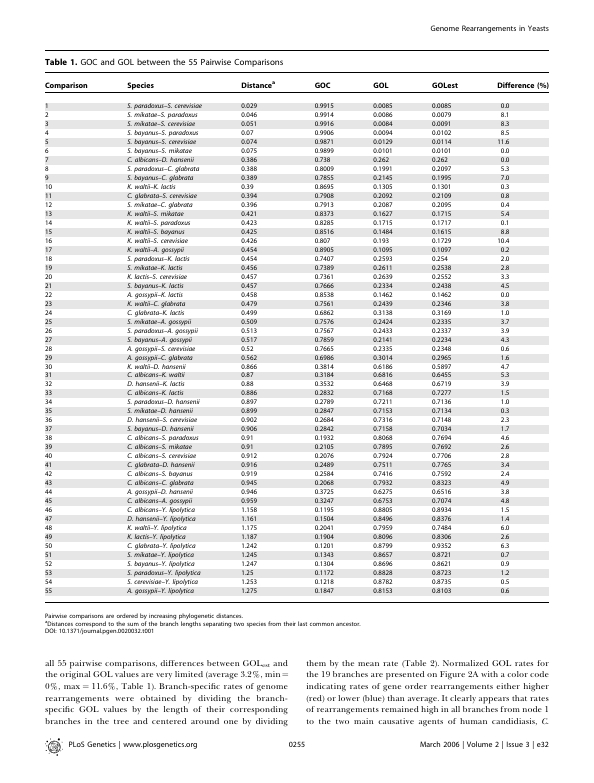 Genome Rearrangements in Yeasts
Table 1. GOC and GOL between the 55 Pairwise Comparisons
Comparison Species Distanceᵃ GOC GOL GOLest Difference (%)
1 S. paradoxus–S. cerevisiae 0.029 0.9915 0.0085 0.0085 0.0
2 S. mikatae–S. paradoxus 0.046 0.9914 0.0086 0.0079 8.1
3 S. mikatae–S. cerevisiae 0.051 0.9916 0.0084 0.0091 8.3
4 S. bayanus–S. paradoxus 0.07 0.9906 0.0094 0.0102 8.5
5 S. bayanus–S. cerevisiae 0.074 0.9871 0.0129 0.0114 11.6
6 S. bayanus–S. mikatae 0.075 0.9899 0.0101 0.0101 0.0
7 C. albicans–D. hansenii 0.386 0.738 0.262 0.262 0.0
8 S. paradoxus–C. glabrata 0.388 0.8009 0.1991 0.2097 5.3
9 S. bayanus–C. glabrata 0.389 0.7855 0.2145 0.1995 7.0
10 K. waltii–K. lactis 0.39 0.8695 0.1305 0.1301 0.3
11 C. glabrata–S. cerevisiae 0.394 0.7908 0.2092 0.2109 0.8
12 S. mikatae–C. glabrata 0.396 0.7913 0.2087 0.2095 0.4
13 K. waltii–S. mikatae 0.421 0.8373 0.1627 0.1715 5.4
14 K. waltii–S. paradoxus 0.423 0.8285 0.1715 0.1717 0.1
15 K. waltii–S. bayanus 0.425 0.8516 0.1484 0.1615 8.8
16 K. waltii–S. cerevisiae 0.426 0.807 0.193 0.1729 10.4
17 K. waltii–A. gossypii 0.454 0.8905 0.1095 0.1097 0.2
18 S. paradoxus–K. lactis 0.454 0.7407 0.2593 0.254 2.0
19 S. mikatae–K. lactis 0.456 0.7389 0.2611 0.2538 2.8
20 K. lactis–S. cerevisiae 0.457 0.7361 0.2639 0.2552 3.3
21 S. bayanus–K. lactis 0.457 0.7666 0.2334 0.2438 4.5
22 A. gossypii–K. lactis 0.458 0.8538 0.1462 0.1462 0.0
23 K. waltii–C. glabrata 0.479 0.7561 0.2439 0.2346 3.8
24 C. glabrata–K. lactis 0.499 0.6862 0.3138 0.3169 1.0
25 S. mikatae–A. gossypii 0.509 0.7576 0.2424 0.2335 3.7
26 S. paradoxus–A. gossypii 0.513 0.7567 0.2433 0.2337 3.9
27 S. bayanus–A. gossypii 0.517 0.7859 0.2141 0.2234 4.3
28 A. gossypii–S. cerevisiae 0.52 0.7665 0.2335 0.2348 0.6
29 A. gossypii–C. glabrata 0.562 0.6986 0.3014 0.2965 1.6
30 K. waltii–D. hansenii 0.866 0.3814 0.6186 0.5897 4.7
31 C. albicans–K. waltii 0.87 0.3184 0.6816 0.6455 5.3
32 D. hansenii–K. lactis 0.88 0.3532 0.6468 0.6719 3.9
33 C. albicans–K. lactis 0.886 0.2832 0.7168 0.7277 1.5
34 S. paradoxus–D. hansenii 0.897 0.2789 0.7211 0.7136 1.0
35 S. mikatae–D. hansenii 0.899 0.2847 0.7153 0.7134 0.3
36 D. hansenii–S. cerevisiae 0.902 0.2684 0.7316 0.7148 2.3
37 S. bayanus–D. hansenii 0.906 0.2842 0.7158 0.7034 1.7
38 C. albicans–S. paradoxus 0.91 0.1932 0.8068 0.7694 4.6
39 C. albicans–S. mikatae 0.91 0.2105 0.7895 0.7692 2.6
40 C. albicans–S. cerevisiae 0.912 0.2076 0.7924 0.7706 2.8
41 C. glabrata–D. hansenii 0.916 0.2489 0.7511 0.7765 3.4
42 C. albicans–S. bayanus 0.919 0.2584 0.7416 0.7592 2.4
43 C. albicans–C. glabrata 0.945 0.2068 0.7932 0.8323 4.9
44 A. gossypii–D. hansenii 0.946 0.3725 0.6275 0.6516 3.8
45 C. albicans–A. gossypii 0.959 0.3247 0.6753 0.7074 4.8
46 C. albicans–Y. lipolytica 1.158 0.1195 0.8805 0.8934 1.5
47 D. hansenii–Y. lipolytica 1.161 0.1504 0.8496 0.8376 1.4
48 K. waltii–Y. lipolytica 1.175 0.2041 0.7959 0.7484 6.0
49 K. lactis–Y. lipolytica 1.187 0.1904 0.8096 0.8306 2.6
50 C. glabrata–Y. lipolytica 1.242 0.1201 0.8799 0.9352 6.3
51 S. mikatae–Y. lipolytica 1.245 0.1343 0.8657 0.8721 0.7
52 S. bayanus–Y. lipolytica 1.247 0.1304 0.8696 0.8621 0.9
53 S. paradoxus–Y. lipolytica 1.25 0.1172 0.8828 0.8723 1.2
54 S. cerevisiae–Y. lipolytica 1.253 0.1218 0.8782 0.8735 0.5
55 A. gossypii–Y. lipolytica 1.275 0.1847 0.8153 0.8103 0.6
Pairwise comparisons are ordered by increasing phylogenetic distances.
ᵃDistances correspond to the sum of the branch lengths separating two species from their last common ancestor.
DOI: 10.1371/journal.pgen.0020032.t001
all 55 pairwise comparisons, differences between GOLest and
the original GOL values are very limited (average 3.2%, min =
0%, max = 11.6%, Table 1). Branch-specific rates of genome
rearrangements were obtained by dividing the branch-
specific GOL values by the length of their corresponding
branches in the tree and centered around one by dividing
them by the mean rate (Table 2). Normalized GOL rates for
the 19 branches are presented on Figure 2A with a color code
indicating rates of gene order rearrangements either higher
(red) or lower (blue) than average. It clearly appears that rates
of rearrangements remained high in all branches from node 1
to the two main causative agents of human candidiasis, C.
PLoS Genetics | www.plosgenetics.org 0255 March 2006 | Volume 2 | Issue 3 | e32